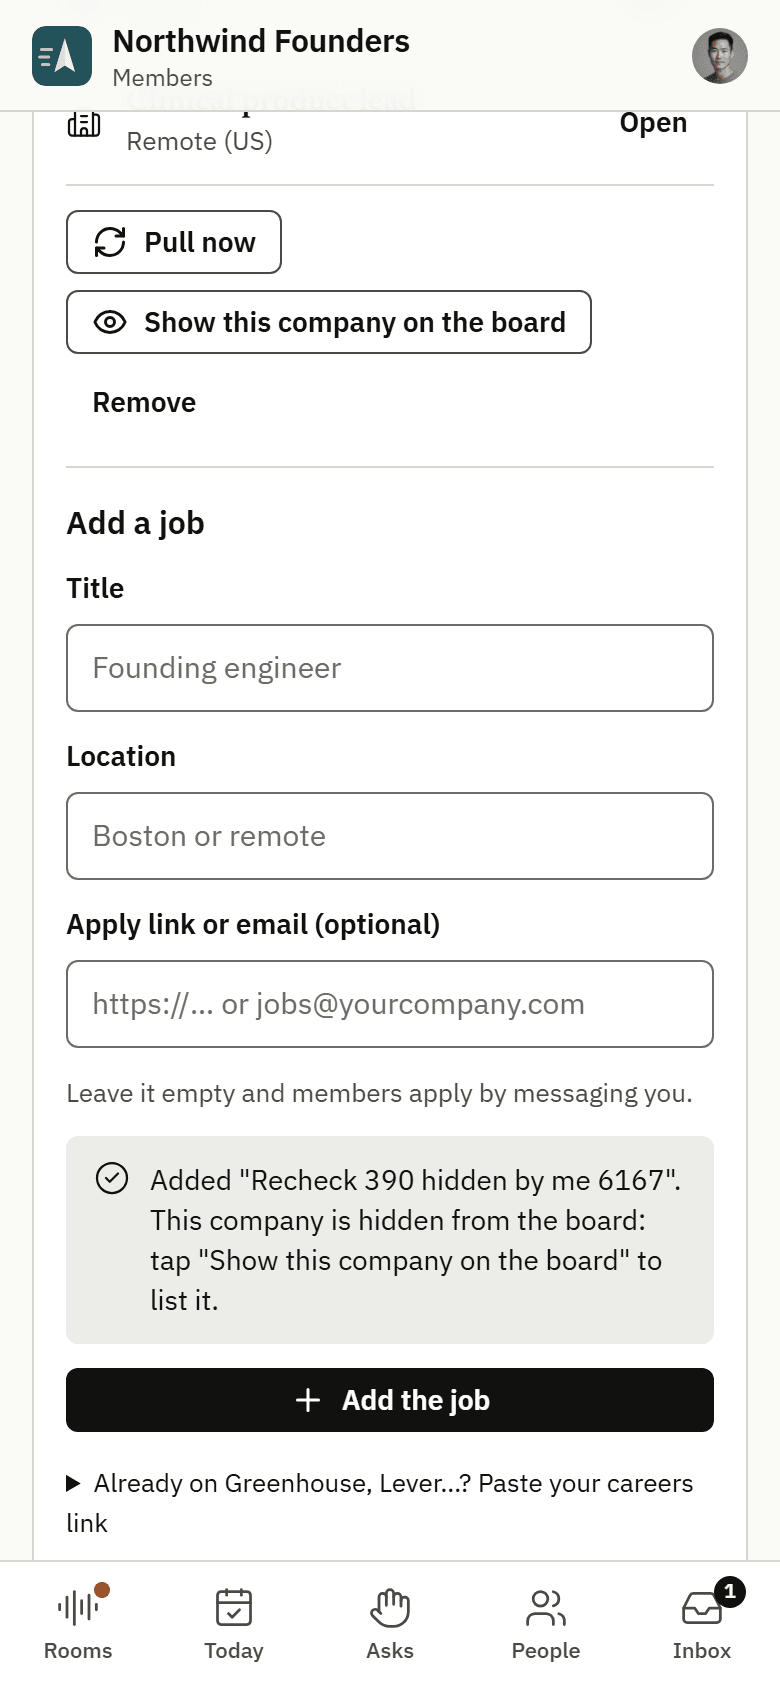 Northwind Founders
Members
Clinical product lead
Remote (US)
Open
Pull now
Show this company on the board
Remove
Add a job
Title
Founding engineer
Location
Boston or remote
Apply link or email (optional)
https://... or jobs@yourcompany.com
Leave it empty and members apply by messaging you.
Added "Recheck 390 hidden by me 6167".
This company is hidden from the board:
tap "Show this company on the board" to
list it.
Add the job
Already on Greenhouse, Lever...? Paste your careers
link
1
Rooms
Today
Asks
People
Inbox